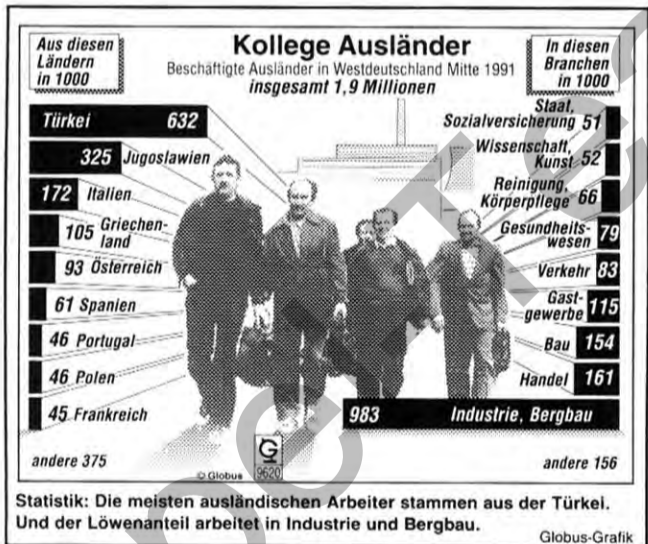 Aus diesen
Ländern
in 1000
Kollege Ausländer
Beschäftigte Ausländer in Westdeutschland Mitte 1991
insgesamt 1,9 Millionen
In diesen
Branchen
in 1000
Türkei 632
325 Jugoslawien
172 Italien
105 Griechen-
land
93 Österreich
61 Spanien
46 Portugal
46 Polen
45 Frankreich
andere 375
Staat,
Sozialversicherung 51
Wissenschaft,
Kunst 52
Reinigung,
Körperpflege 66
Gesundheits-
wesen 79
Verkehr 83
Gast-
gewerbe 115
Bau 154
Handel 161
983 Industrie, Bergbau
andere 156
© Globus
G
9620
Statistik: Die meisten ausländischen Arbeiter stammen aus der Türkei.
Und der Löwenanteil arbeitet in Industrie und Bergbau.
Globus-Grafik